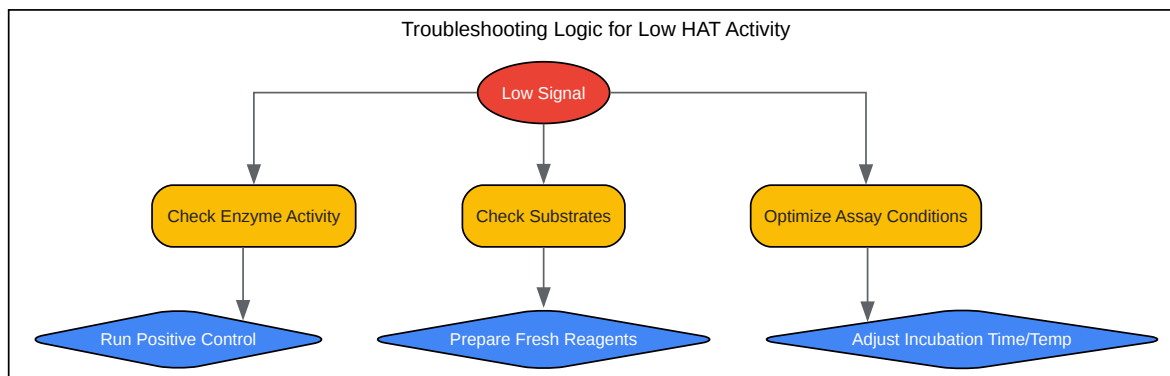 Troubleshooting Logic for Low HAT Activity
Low Signal
Check Enzyme Activity
Check Substrates
Optimize Assay Conditions
Run Positive Control
Prepare Fresh Reagents
Adjust Incubation Time/Temp